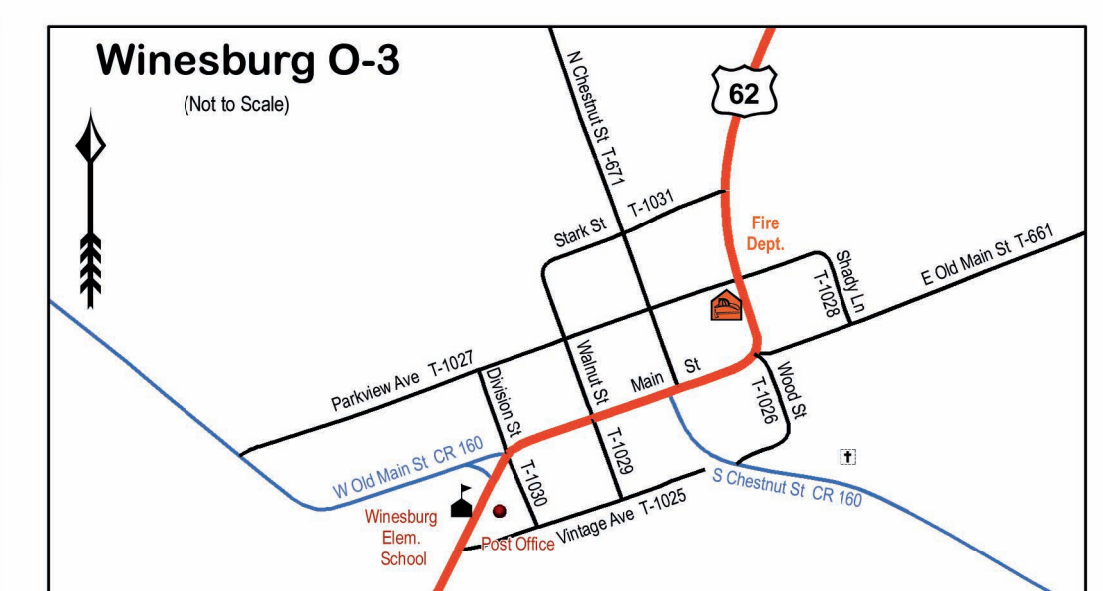 Winesburg O-3
(Not to Scale)
N Chestnut St T-671
62
Stark St T-1031
Fire
Dept.
Shady Ln
T-1028
E Old Main St T-661
Parkview Ave T-1027
Division St
T-1030
Walnut St
T-1029
Main St
Wood St
T-1026
W Old Main St CR 160
S Chestnut St CR 160
Winesburg
Elem.
School
Post Office
Vintage Ave T-1025